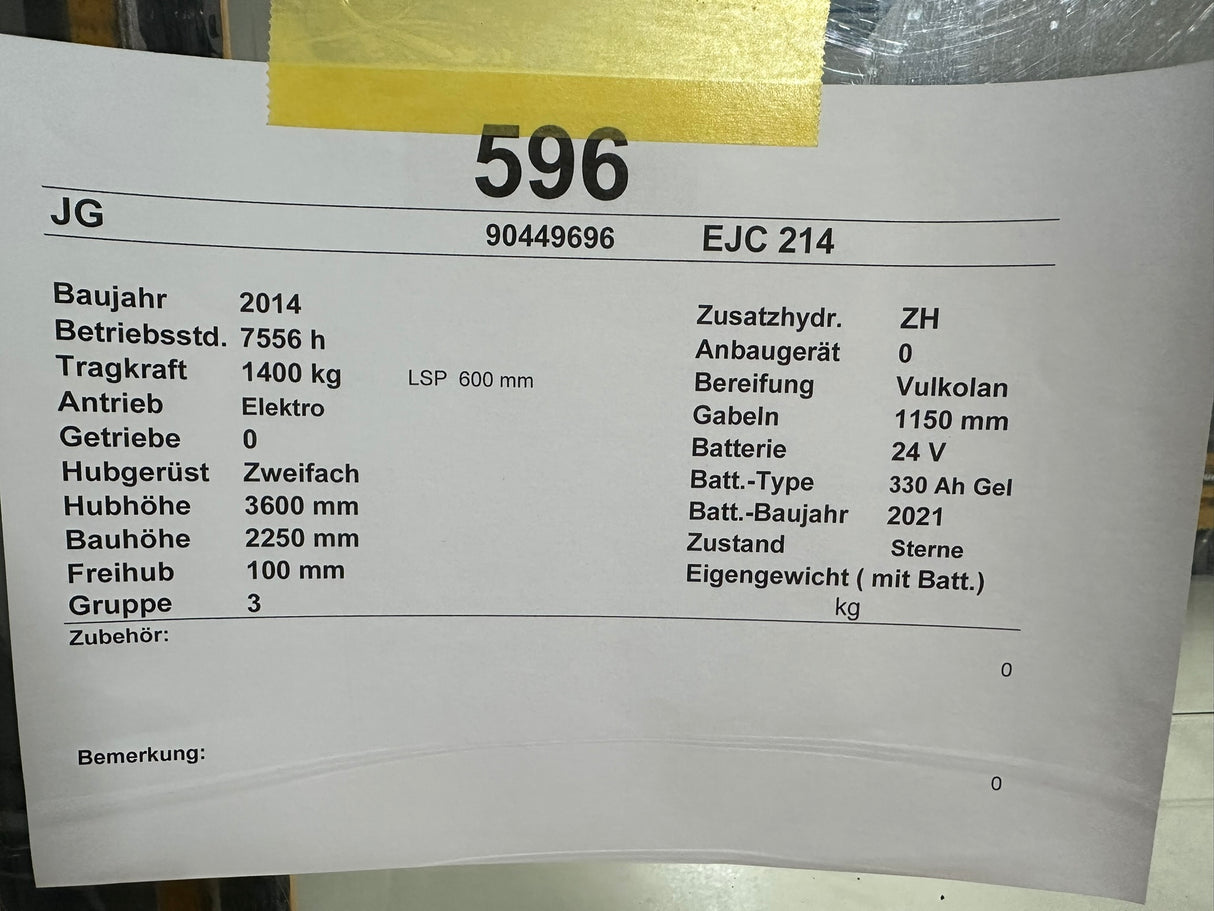 596
JG 90449696 EJC 214
Baujahr 2014
Betriebsstd. 7556 h
Tragkraft 1400 kg LSP 600 mm
Antrieb Elektro
Getriebe 0
Hubgerüst Zweifach
Hubhöhe 3600 mm
Bauhöhe 2250 mm
Freihub 100 mm
Gruppe 3
Zusatzhydr. ZH
Anbaugerät 0
Bereifung Vulkolan
Gabeln 1150 mm
Batterie 24 V
Batt.-Type 330 Ah Gel
Batt.-Baujahr 2021
Zustand Sterne
Eigengewicht ( mit Batt.)
kg
Zubehör:
0
Bemerkung:
0